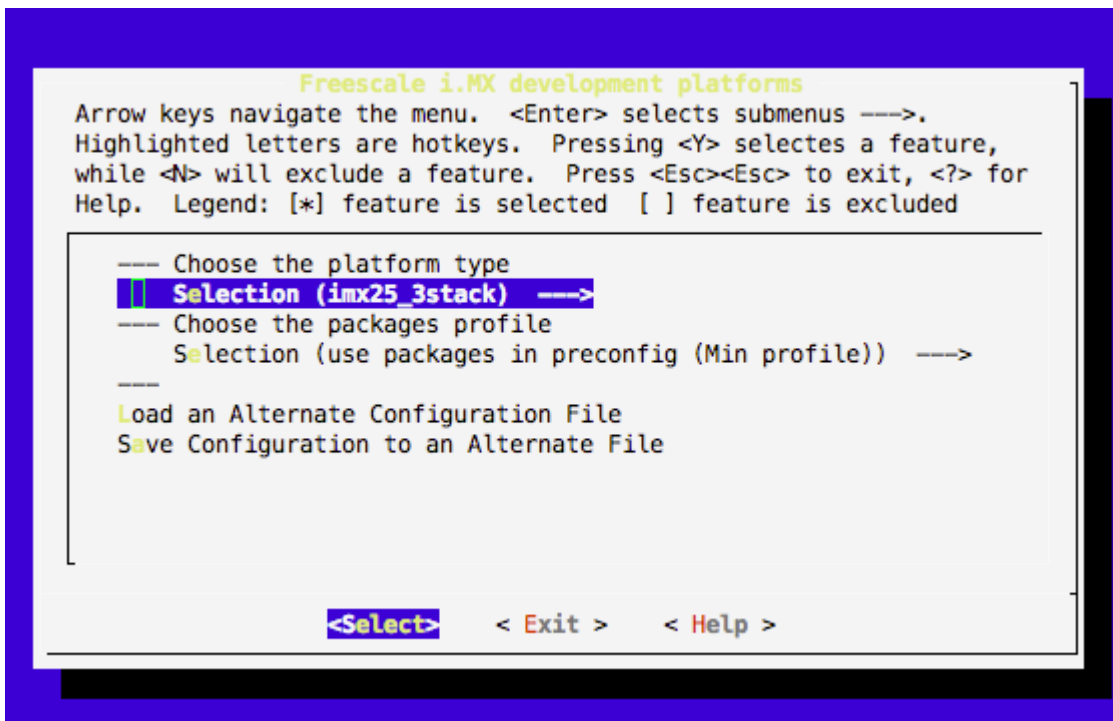 Freescale i.MX development platforms
Arrow keys navigate the menu.  <Enter> selects submenus --->.
Highlighted letters are hotkeys.  Pressing <Y> selectes a feature,
while <N> will exclude a feature.  Press <Esc><Esc> to exit, <?> for
Help.  Legend: [*] feature is selected  [ ] feature is excluded
--- Choose the platform type
Selection (imx25_3stack)  --->
--- Choose the packages profile
Selection (use packages in preconfig (Min profile))  --->
---
Load an Alternate Configuration File
Save Configuration to an Alternate File
<Select>    < Exit >    < Help >